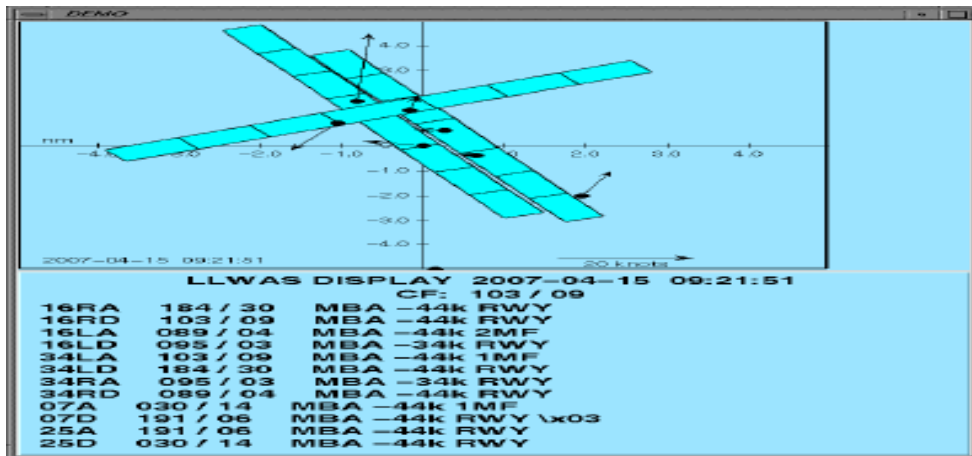 DEMO
4.0
3.0
nm
-4.0 -2.0 -1.0 2.0 3.0 4.0
-1.0
-2.0
-3.0
-4.0
2007-04-15 09:21:51
20 knots
LLWAS DISPLAY 2007-04-15 09:21:51
CF: 103 / 09
16RA 184 / 30 MBA -44k RWY
16RD 103 / 09 MBA -44k RWY
16LA 089 / 04 MBA -44k 2MF
16LD 095 / 03 MBA -34k RWY
34LA 103 / 09 MBA -44k 1MF
34LD 184 / 30 MBA -44k RWY
34RA 095 / 03 MBA -34k RWY
34RD 089 / 04 MBA -44k RWY
07A 030 / 14 MBA -44k 1MF
07D 191 / 06 MBA -44k RWY \x03
25A 191 / 06 MBA -44k RWY
25D 030 / 14 MBA -44k RWY